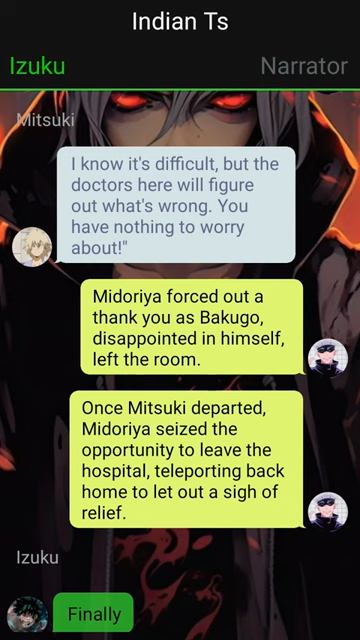 Indian Ts
Izuku
Narrator
Mitsuki
I know it's difficult, but the
doctors here will figure
out what's wrong. You
have nothing to worry
about!"
Midoriya forced out a
thank you as Bakugo,
disappointed in himself,
left the room.
Once Mitsuki departed,
Midoriya seized the
opportunity to leave the
hospital, teleporting back
home to let out a sigh of
relief.
Izuku
Finally